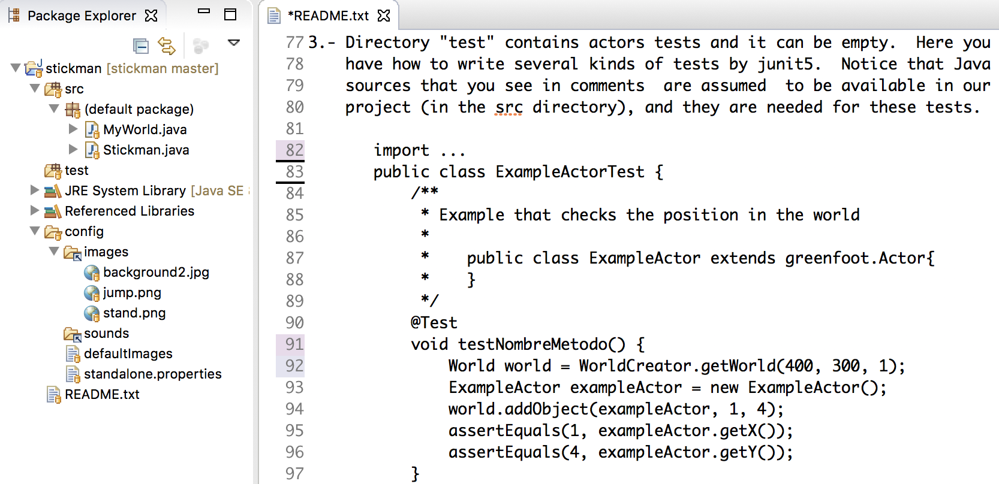 Package Explorer
stickman [stickman master]
src
(default package)
MyWorld.java
Stickman.java
test
JRE System Library [Java SE
Referenced Libraries
config
images
background2.jpg
jump.png
stand.png
sounds
defaultImages
standalone.properties
README.txt
*README.txt
77 3.- Directory "test" contains actors tests and it can be empty.  Here you
78 have how to write several kinds of tests by junit5.  Notice that Java
79 sources that you see in comments  are assumed  to be available in our
80 project (in the src directory), and they are needed for these tests.
81
82 import ...
83 public class ExampleActorTest {
84 /**
85 * Example that checks the position in the world
86 *
87 *    public class ExampleActor extends greenfoot.Actor{
88 *    }
89 */
90 @Test
91 void testNombreMetodo() {
92 World world = WorldCreator.getWorld(400, 300, 1);
93 ExampleActor exampleActor = new ExampleActor();
94 world.addObject(exampleActor, 1, 4);
95 assertEquals(1, exampleActor.getX());
96 assertEquals(4, exampleActor.getY());
97 }